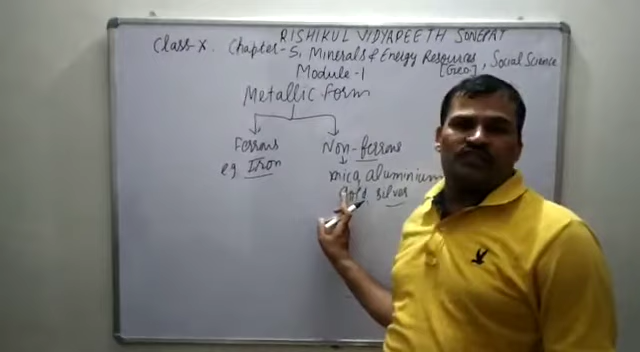 RISHIKUL VIDYAPEETH SONEPAT
Class-X. Chapter-5, Minerals & Energy Resources [Geo], Social Science
Module-1
Metallic Form
Ferrous Non-ferrous
eg Iron mica aluminium
gold silver